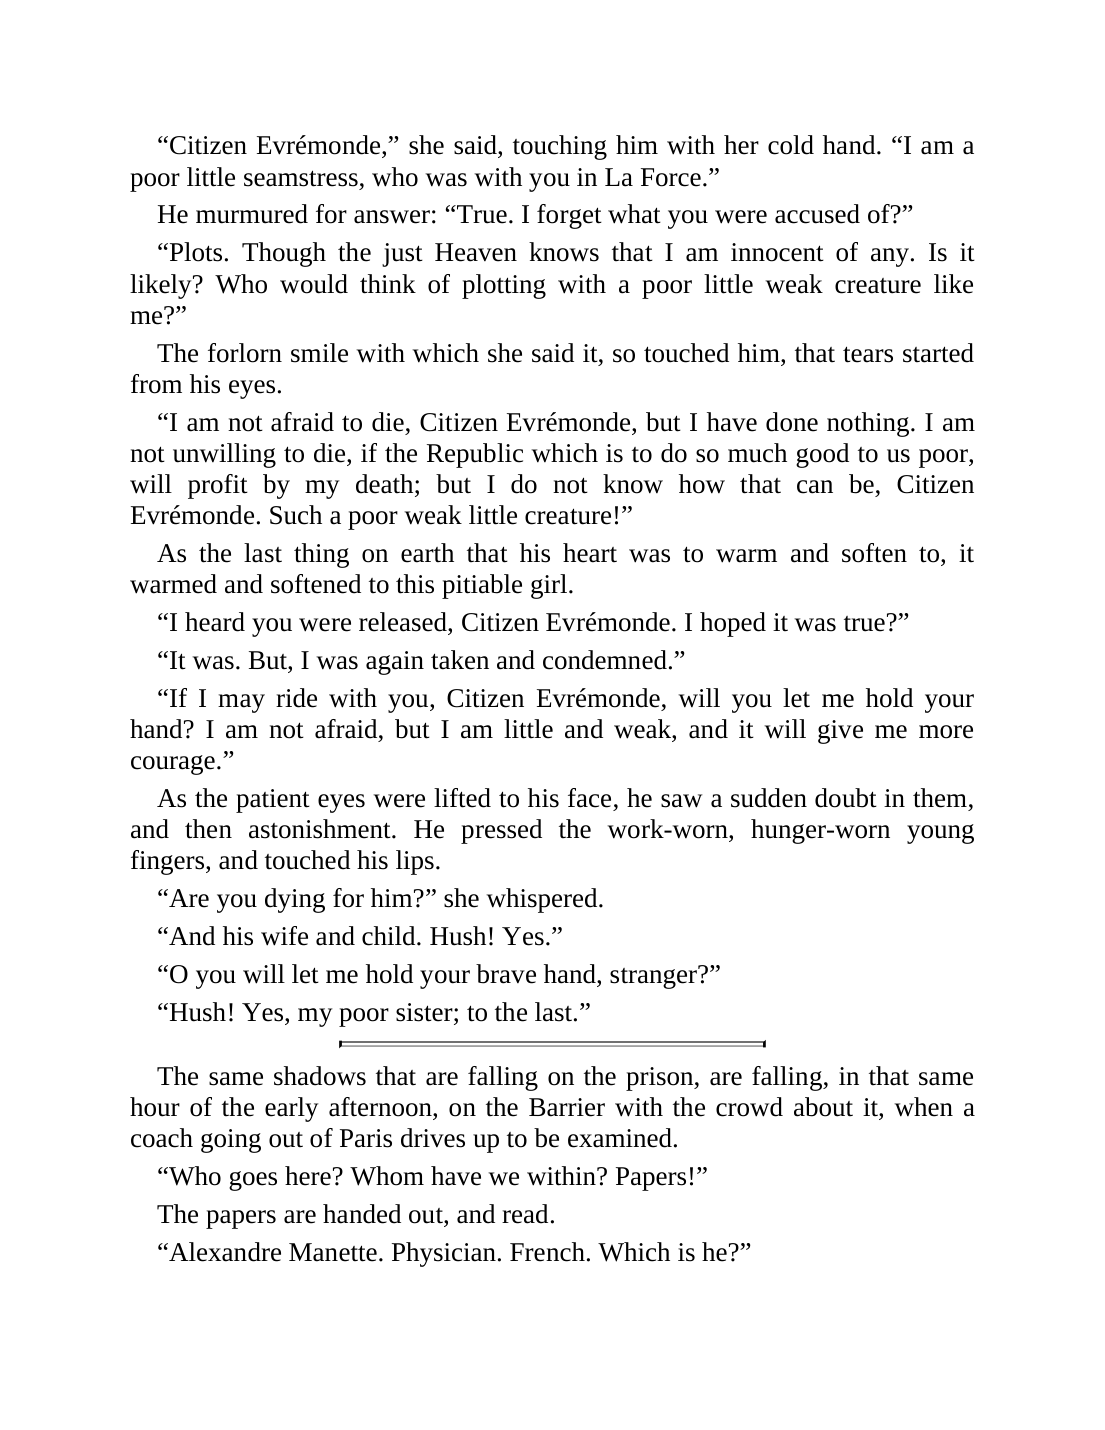 “Citizen Evrémonde,” she said, touching him with her cold hand. “I am a
poor little seamstress, who was with you in La Force.”
He murmured for answer: “True. I forget what you were accused of?”
“Plots. Though the just Heaven knows that I am innocent of any. Is it
likely? Who would think of plotting with a poor little weak creature like
me?”
The forlorn smile with which she said it, so touched him, that tears started
from his eyes.
“I am not afraid to die, Citizen Evrémonde, but I have done nothing. I am
not unwilling to die, if the Republic which is to do so much good to us poor,
will profit by my death; but I do not know how that can be, Citizen
Evrémonde. Such a poor weak little creature!”
As the last thing on earth that his heart was to warm and soften to, it
warmed and softened to this pitiable girl.
“I heard you were released, Citizen Evrémonde. I hoped it was true?”
“It was. But, I was again taken and condemned.”
“If I may ride with you, Citizen Evrémonde, will you let me hold your
hand? I am not afraid, but I am little and weak, and it will give me more
courage.”
As the patient eyes were lifted to his face, he saw a sudden doubt in them,
and then astonishment. He pressed the work-worn, hunger-worn young
fingers, and touched his lips.
“Are you dying for him?” she whispered.
“And his wife and child. Hush! Yes.”
“O you will let me hold your brave hand, stranger?”
“Hush! Yes, my poor sister; to the last.”
The same shadows that are falling on the prison, are falling, in that same
hour of the early afternoon, on the Barrier with the crowd about it, when a
coach going out of Paris drives up to be examined.
“Who goes here? Whom have we within? Papers!”
The papers are handed out, and read.
“Alexandre Manette. Physician. French. Which is he?”